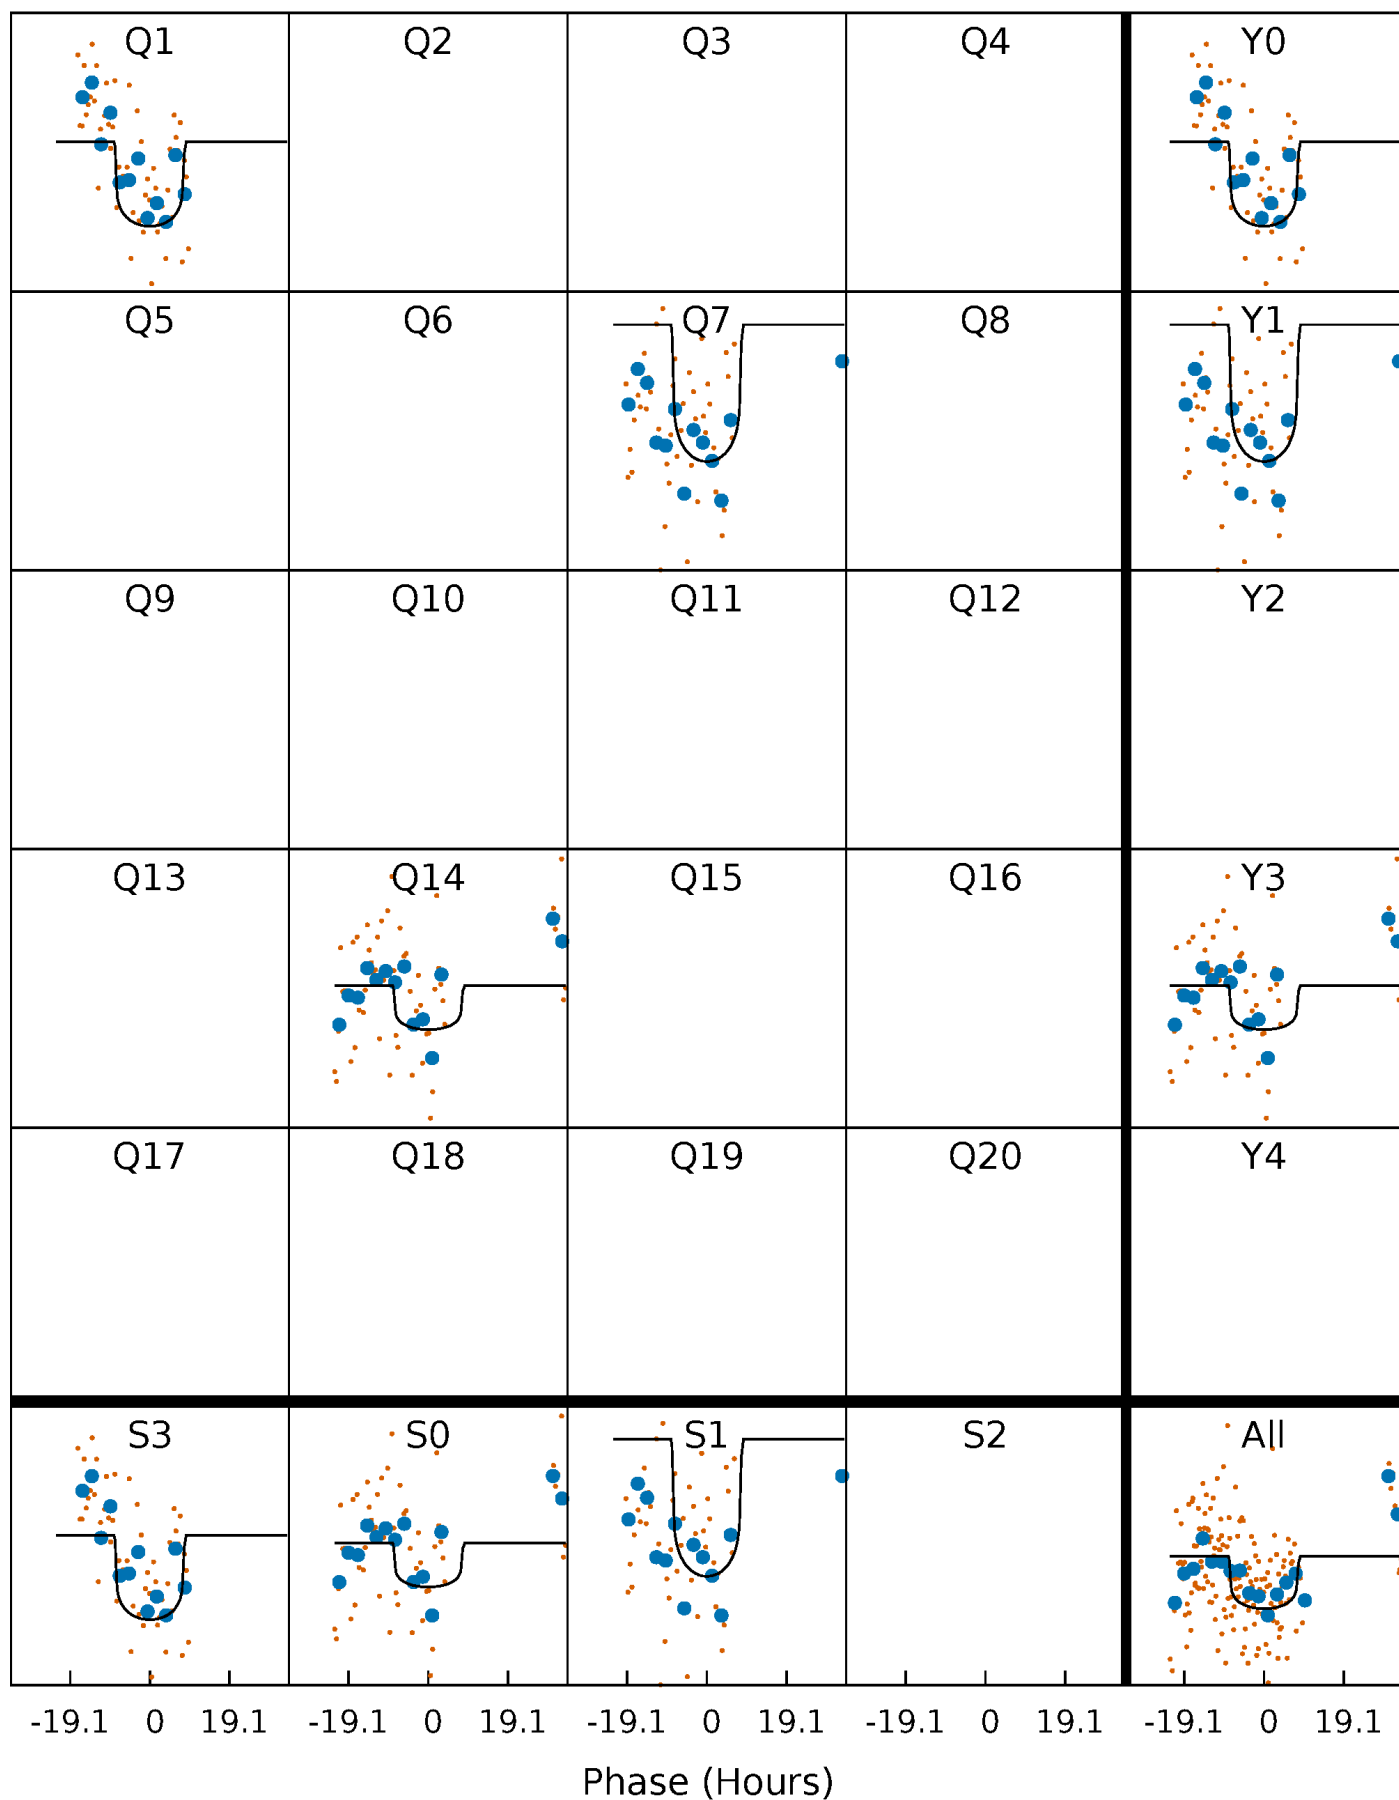 Q1 Q2 Q3 Q4 Y0
Q5 Q6 Q7 Q8 Y1
Q9 Q10 Q11 Q12 Y2
Q13 Q14 Q15 Q16 Y3
Q17 Q18 Q19 Q20 Y4
S3 S0 S1 S2 All
-19.1 0 19.1 -19.1 0 19.1 -19.1 0 19.1 -19.1 0 19.1 -19.1 0 19.1
Phase (Hours)